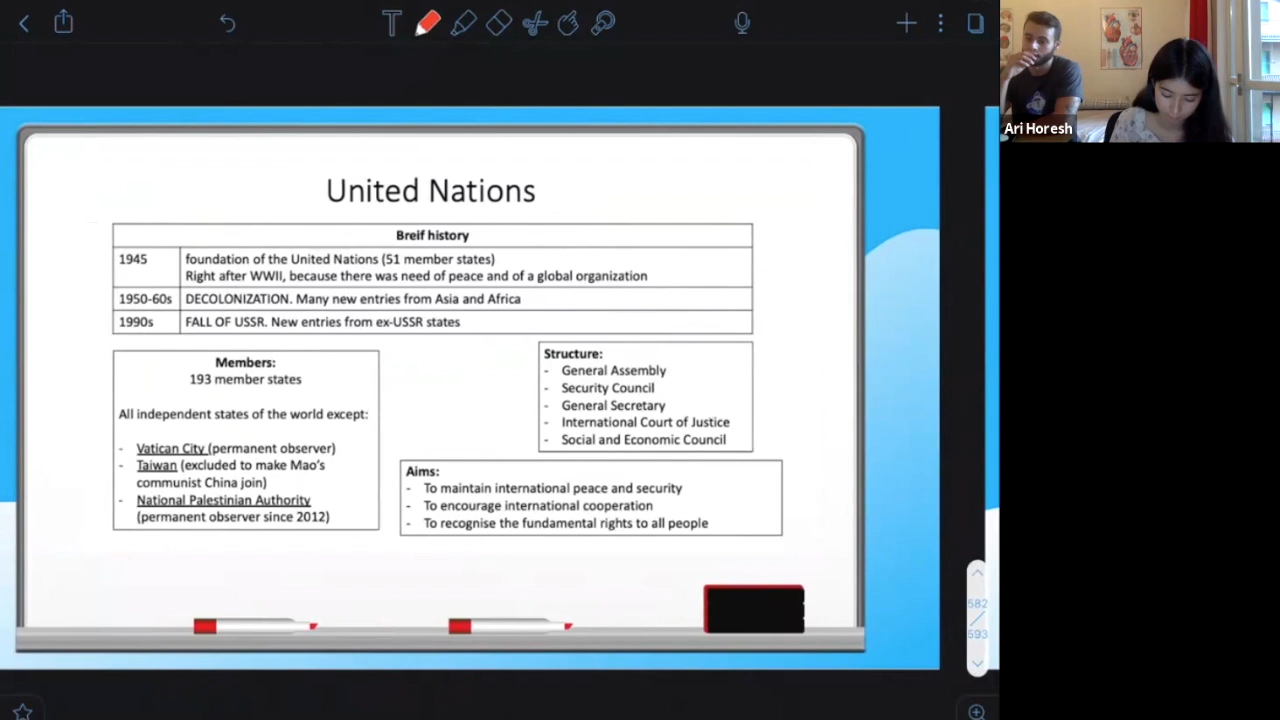 Ari Horesh
United Nations
Breif history
1945
foundation of the United Nations (51 member states)
Right after WWII, because there was need of peace and of a global organization
1950-60s
DECOLONIZATION. Many new entries from Asia and Africa
1990s
FALL OF USSR. New entries from ex-USSR states
Members:
193 member states
All independent states of the world except:
- Vatican City (permanent observer)
- Taiwan (excluded to make Mao's
communist China join)
- National Palestinian Authority
(permanent observer since 2012)
Structure:
- General Assembly
- Security Council
- General Secretary
- International Court of Justice
- Social and Economic Council
Aims:
- To maintain international peace and security
- To encourage international cooperation
- To recognise the fundamental rights to all people
582
593